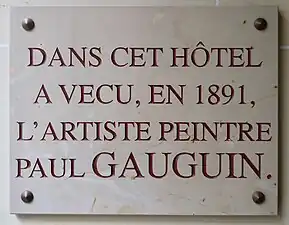 DANS CET HÔTEL
A VECU, EN 1891,
L'ARTISTE PEINTRE
PAUL GAUGUIN.